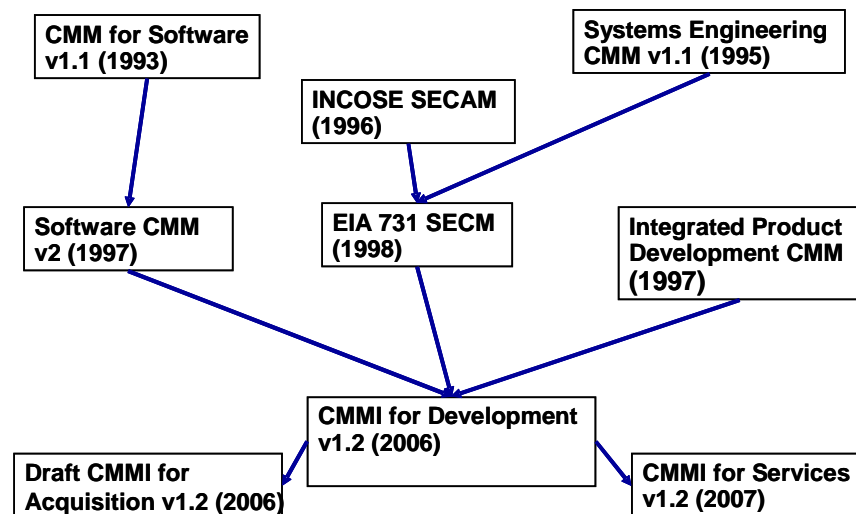 CMM for Software
v1.1 (1993)
Systems Engineering
CMM v1.1 (1995)
INCOSE SECAM
(1996)
Software CMM
v2 (1997)
EIA 731 SECM
(1998)
Integrated Product
Development CMM
(1997)
CMMI for Development
v1.2 (2006)
Draft CMMI for
Acquisition v1.2 (2006)
CMMI for Services
v1.2 (2007)